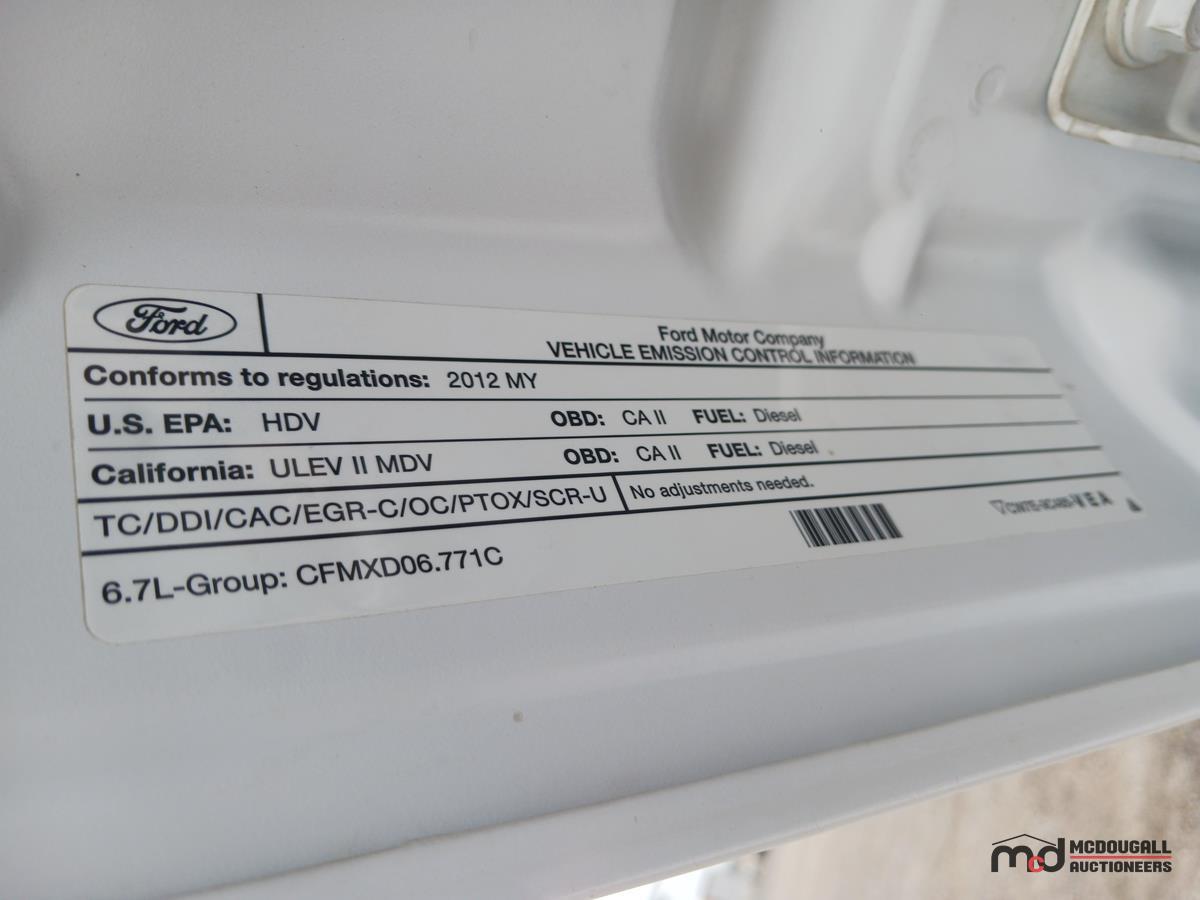 Ford
Ford Motor Company
VEHICLE EMISSION CONTROL INFORMATION
Conforms to regulations: 2012 MY
U.S. EPA: HDV OBD: CA II FUEL: Diesel
California: ULEV II MDV OBD: CA II FUEL: Diesel
TC/DDI/CAC/EGR-C/OC/PTOX/SCR-U No adjustments needed.
6.7L-Group: CFMXD06.771C
VEA
mcd MCDOUGALL
AUCTIONEERS